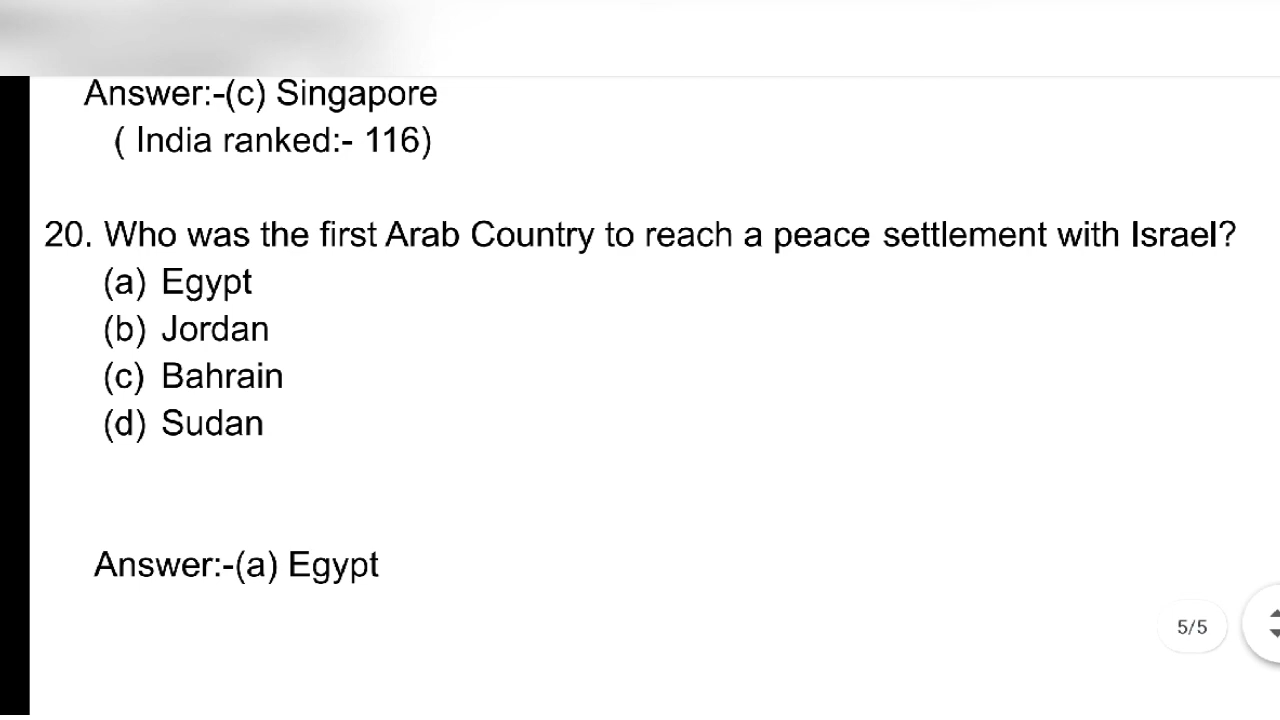 Answer:-(c) Singapore
( India ranked:- 116)
20. Who was the first Arab Country to reach a peace settlement with Israel?
(a) Egypt
(b) Jordan
(c) Bahrain
(d) Sudan
Answer:-(a) Egypt
5/5